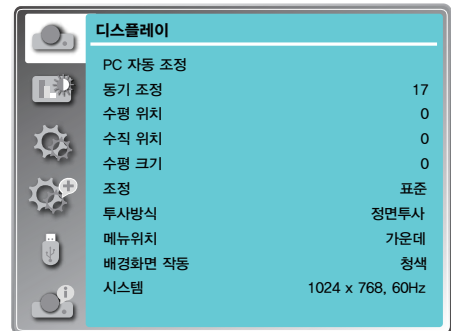 디스플레이
PC 자동 조정
동기 조정 17
수평 위치 0
수직 위치 0
수평 크기 0
조정 표준
투사방식 정면투사
메뉴위치 가운데
배경화면 작동 청색
시스템 1024 x 768, 60Hz